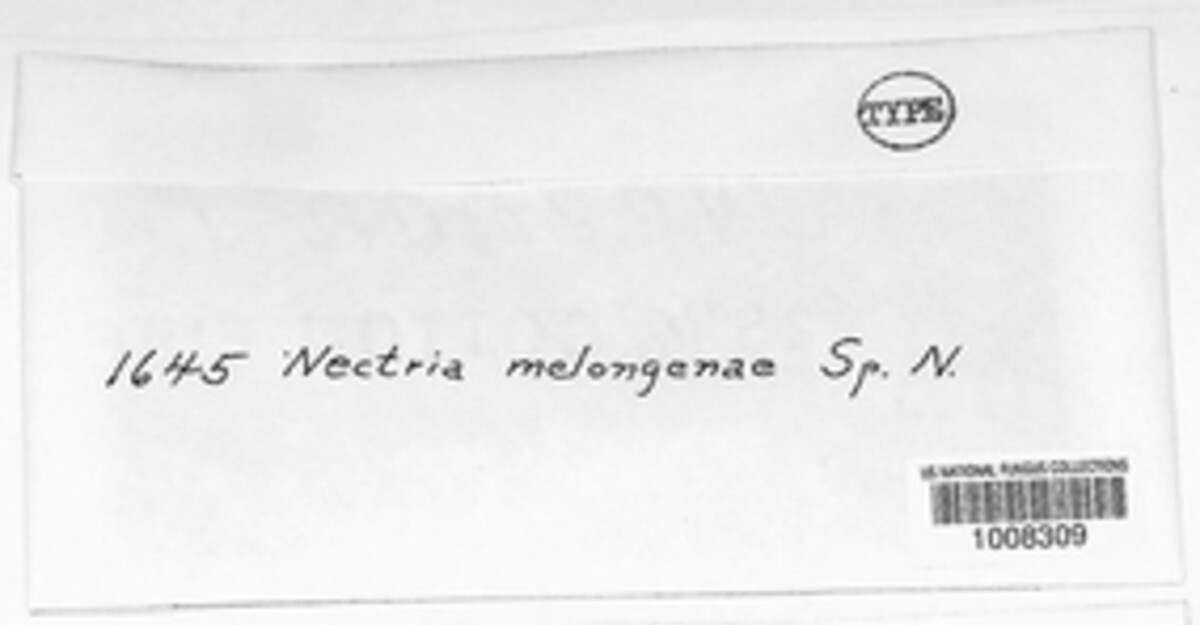 TYPE
1645 Nectria melongenae Sp. N.
US NATIONAL FUNGUS COLLECTIONS
1008309